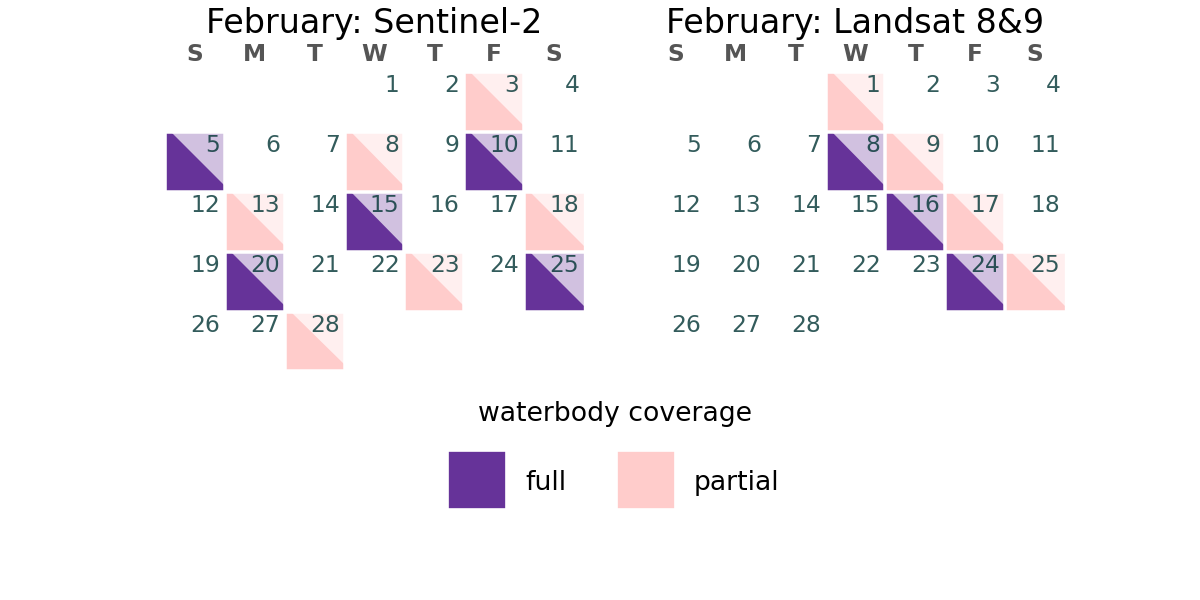 February: Sentinel-2
S M T W T F S
1 2 3 4
5 6 7 8 9 10 11
12 13 14 15 16 17 18
19 20 21 22 23 24 25
26 27 28
February: Landsat 8&9
S M T W T F S
1 2 3 4
5 6 7 8 9 10 11
12 13 14 15 16 17 18
19 20 21 22 23 24 25
26 27 28
waterbody coverage
full partial